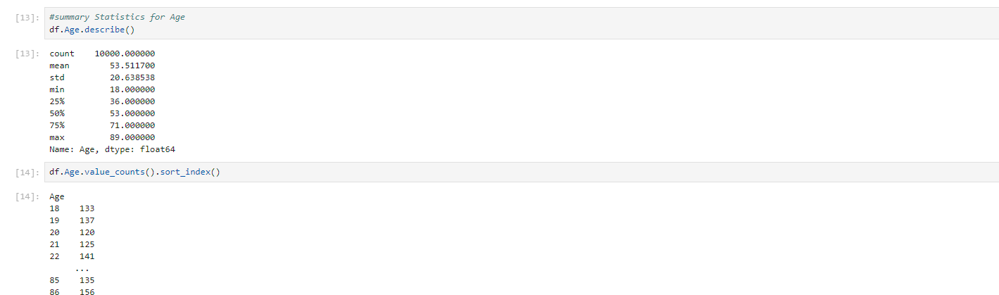 [13]: #summary Statistics for Age
df.Age.describe()
[13]: count 10000.000000
mean 53.511700
std 20.638538
min 18.000000
25% 36.000000
50% 53.000000
75% 71.000000
max 89.000000
Name: Age, dtype: float64
[14]: df.Age.value_counts().sort_index()
[14]: Age
18 133
19 137
20 120
21 125
22 141
...
85 135
86 156